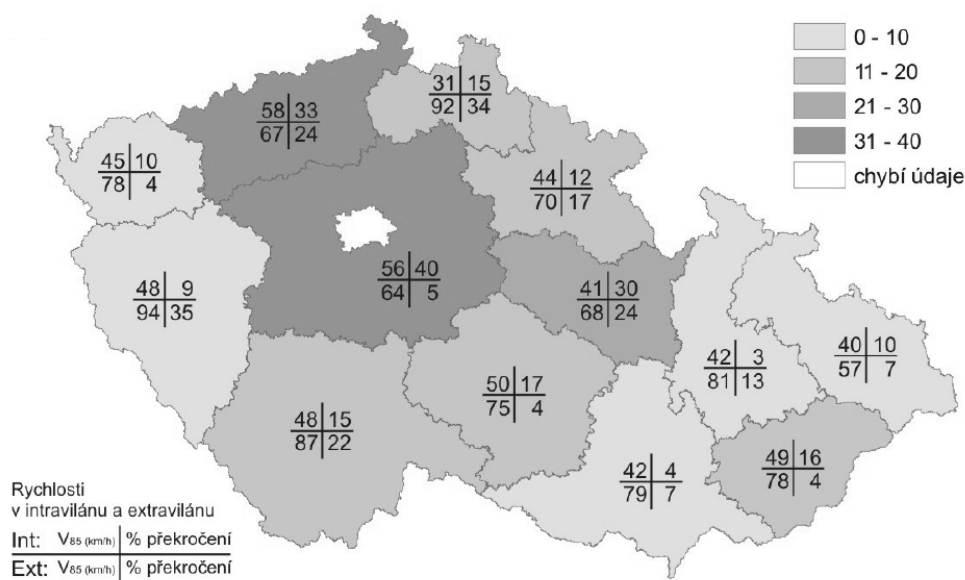 0 - 10
11 - 20
21 - 30
31 - 40
chybí údaje
31 15
92 34
58 33
67 24
45 10
78 4
44 12
70 17
48 9
94 35
56 40
64 5
41 30
68 24
42 3
81 13
40 10
57 7
50 17
75 4
48 15
87 22
49 16
78 4
42 4
79 7
Rychlosti
v intravilánu a extravilánu
Int: V85 (km/h) % překročení
Ext: V85 (km/h) % překročení